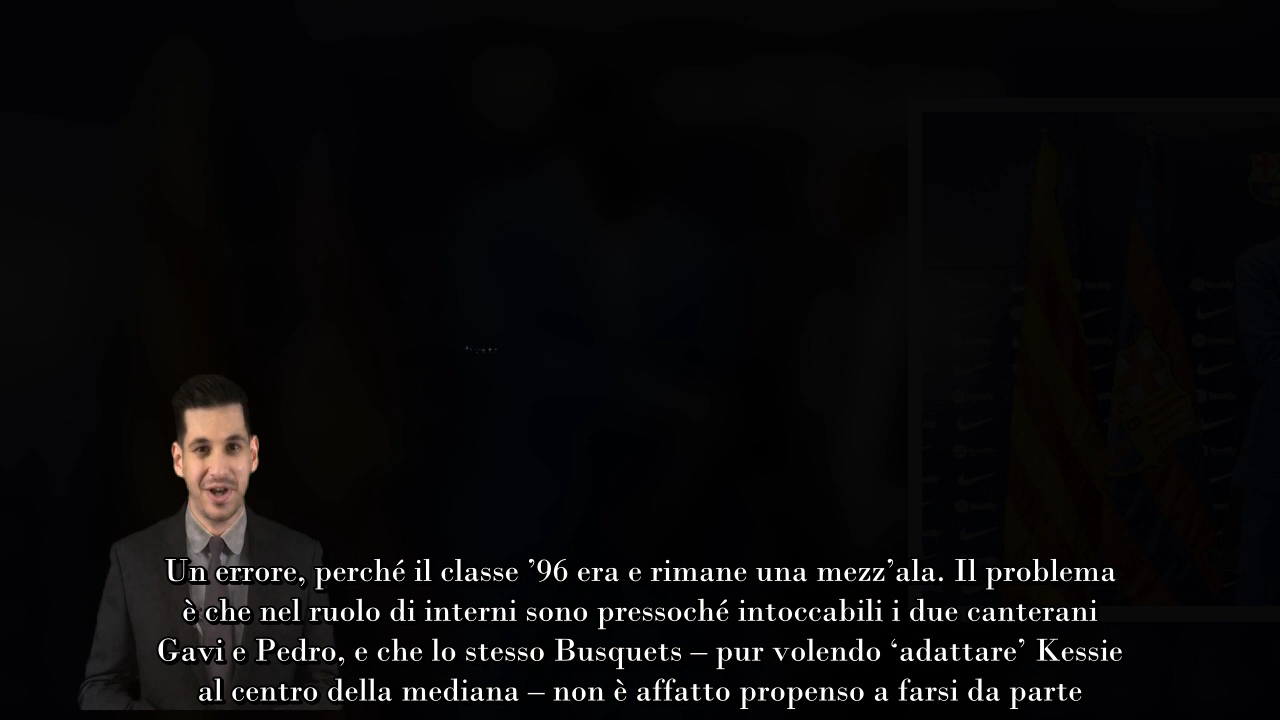 Un errore, perché il classe ’96 era e rimane una mezz’ala. Il problema
è che nel ruolo di interni sono pressoché intoccabili i due canterani
Gavi e Pedro, e che lo stesso Busquets – pur volendo ‘adattare’ Kessie
al centro della mediana – non è affatto propenso a farsi da parte